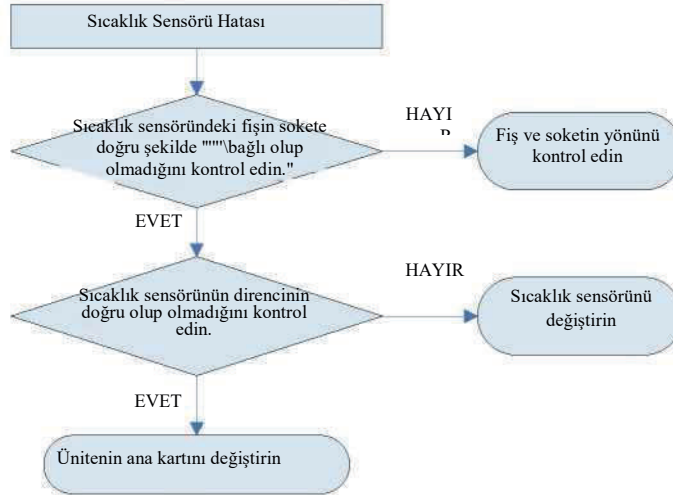 Sıcaklık Sensörü Hatası
Sıcaklık sensöründeki fişin sokete
doğru şekilde """\bağlı olup
olmadığını kontrol edin."
HAYI
R
Fiş ve soketin yönünü
kontrol edin
EVET
Sıcaklık sensörünün direncinin
doğru olup olmadığını kontrol
edin.
HAYIR
Sıcaklık sensörünü
değiştirin
EVET
Ünitenin ana kartını değiştirin